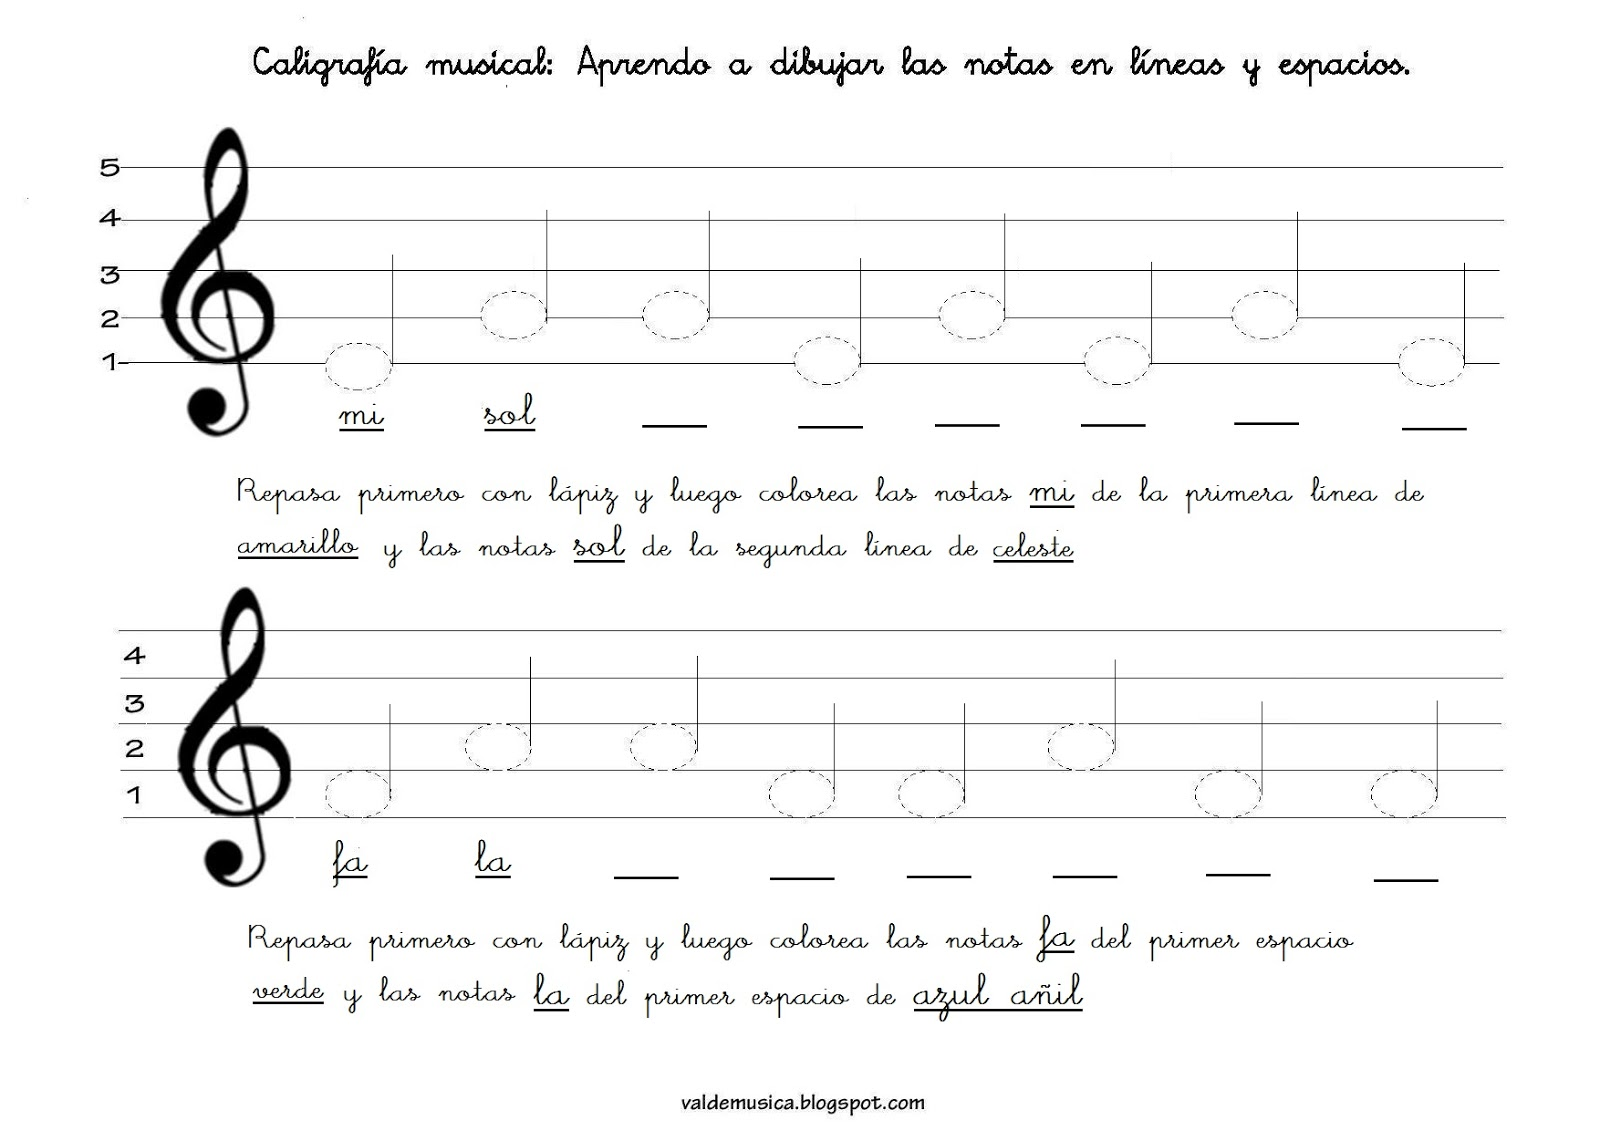 Caligrafía musical: Aprendo a dibujar las notas en líneas y espacios.
5
4
3
2
1
mi sol
Repasa primero con lápiz y luego colorea las notas mi de la primera línea de
amarillo y las notas sol de la segunda línea de celeste
4
3
2
1
fa la
Repasa primero con lápiz y luego colorea las notas fa del primer espacio
verde y las notas la del primer espacio de azul añil
valdemusica.blogspot.com